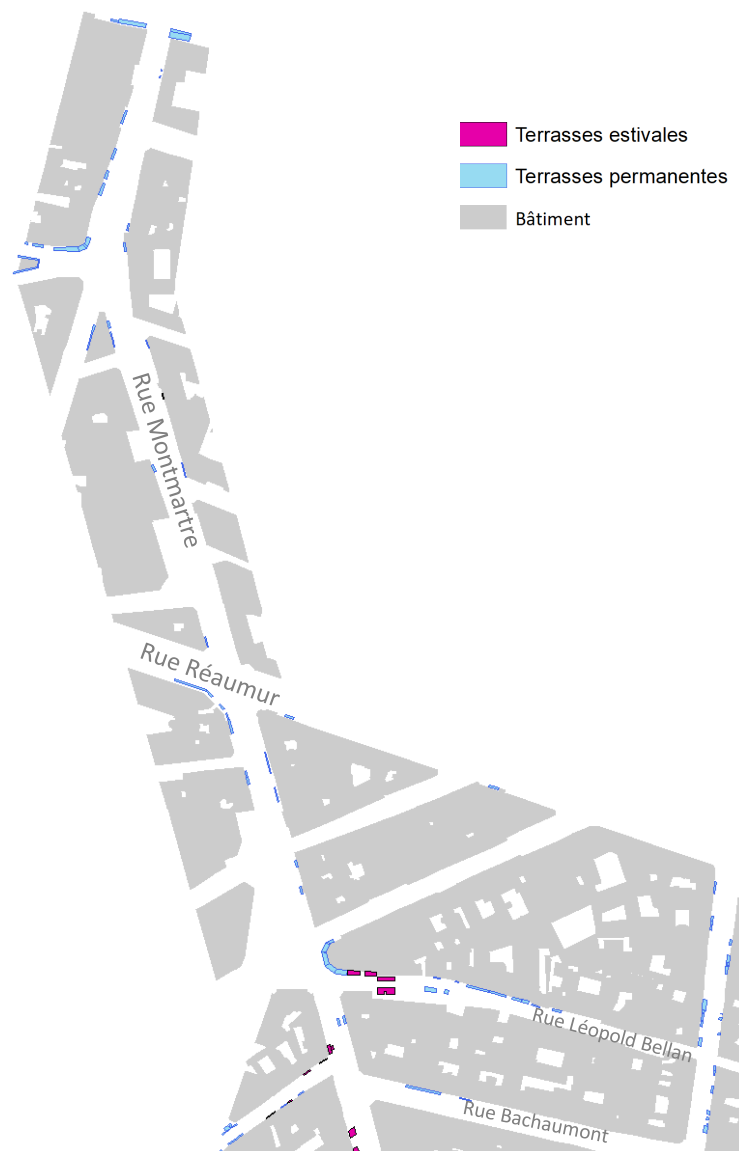 Terrasses estivales
Terrasses permanentes
Bâtiment
Rue Montmartre
Rue Réaumur
Rue Léopold Bellan
Rue Bachaumont